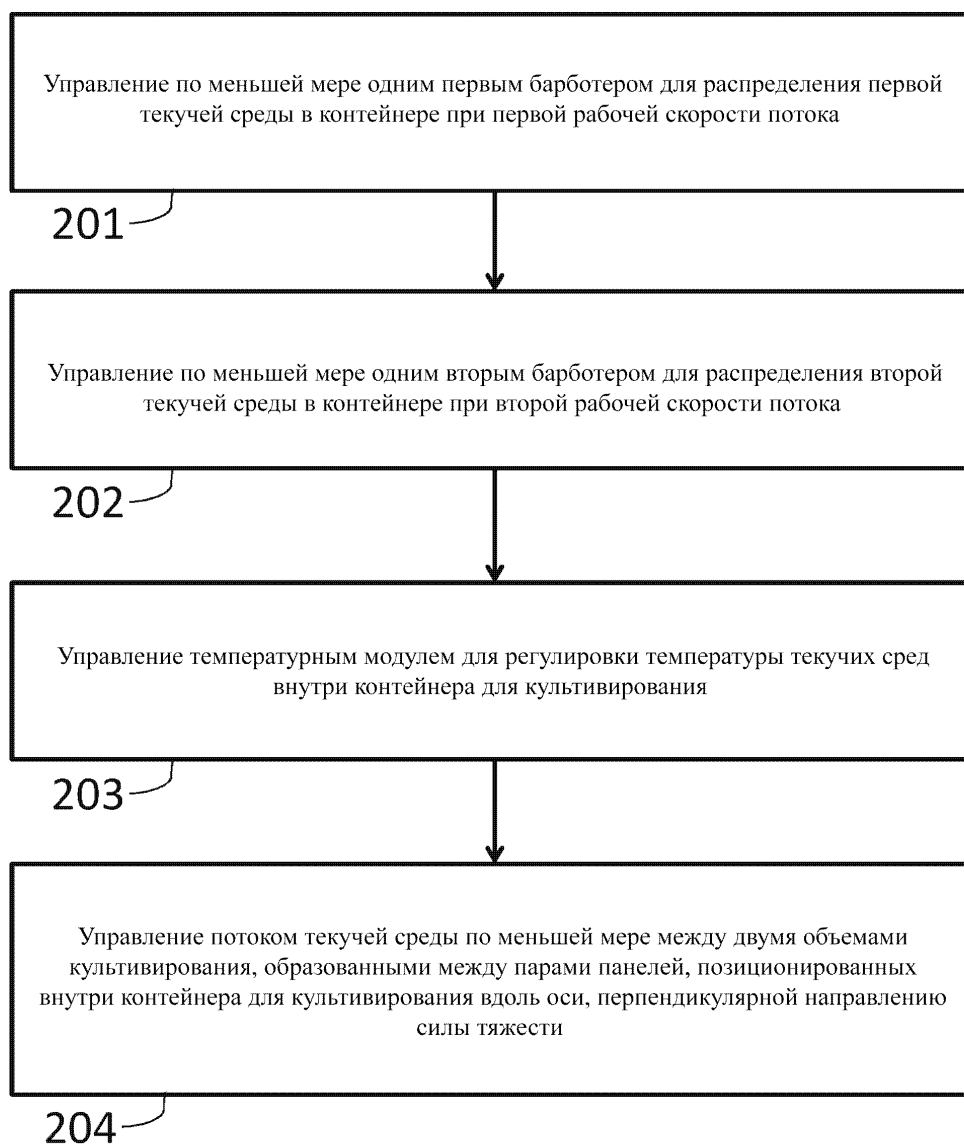 Управление по меньшей мере одним первым барботером для распределения первой
текучей среды в контейнере при первой рабочей скорости потока
201
Управление по меньшей мере одним вторым барботером для распределения второй
текучей среды в контейнере при второй рабочей скорости потока
202
Управление температурным модулем для регулировки температуры текучих сред
внутри контейнера для культивирования
203
Управление потоком текучей среды по меньшей мере между двумя объемами
культивирования, образованными между парами панелей, позиционированных
внутри контейнера для культивирования вдоль оси, перпендикулярной направлению
силы тяжести
204